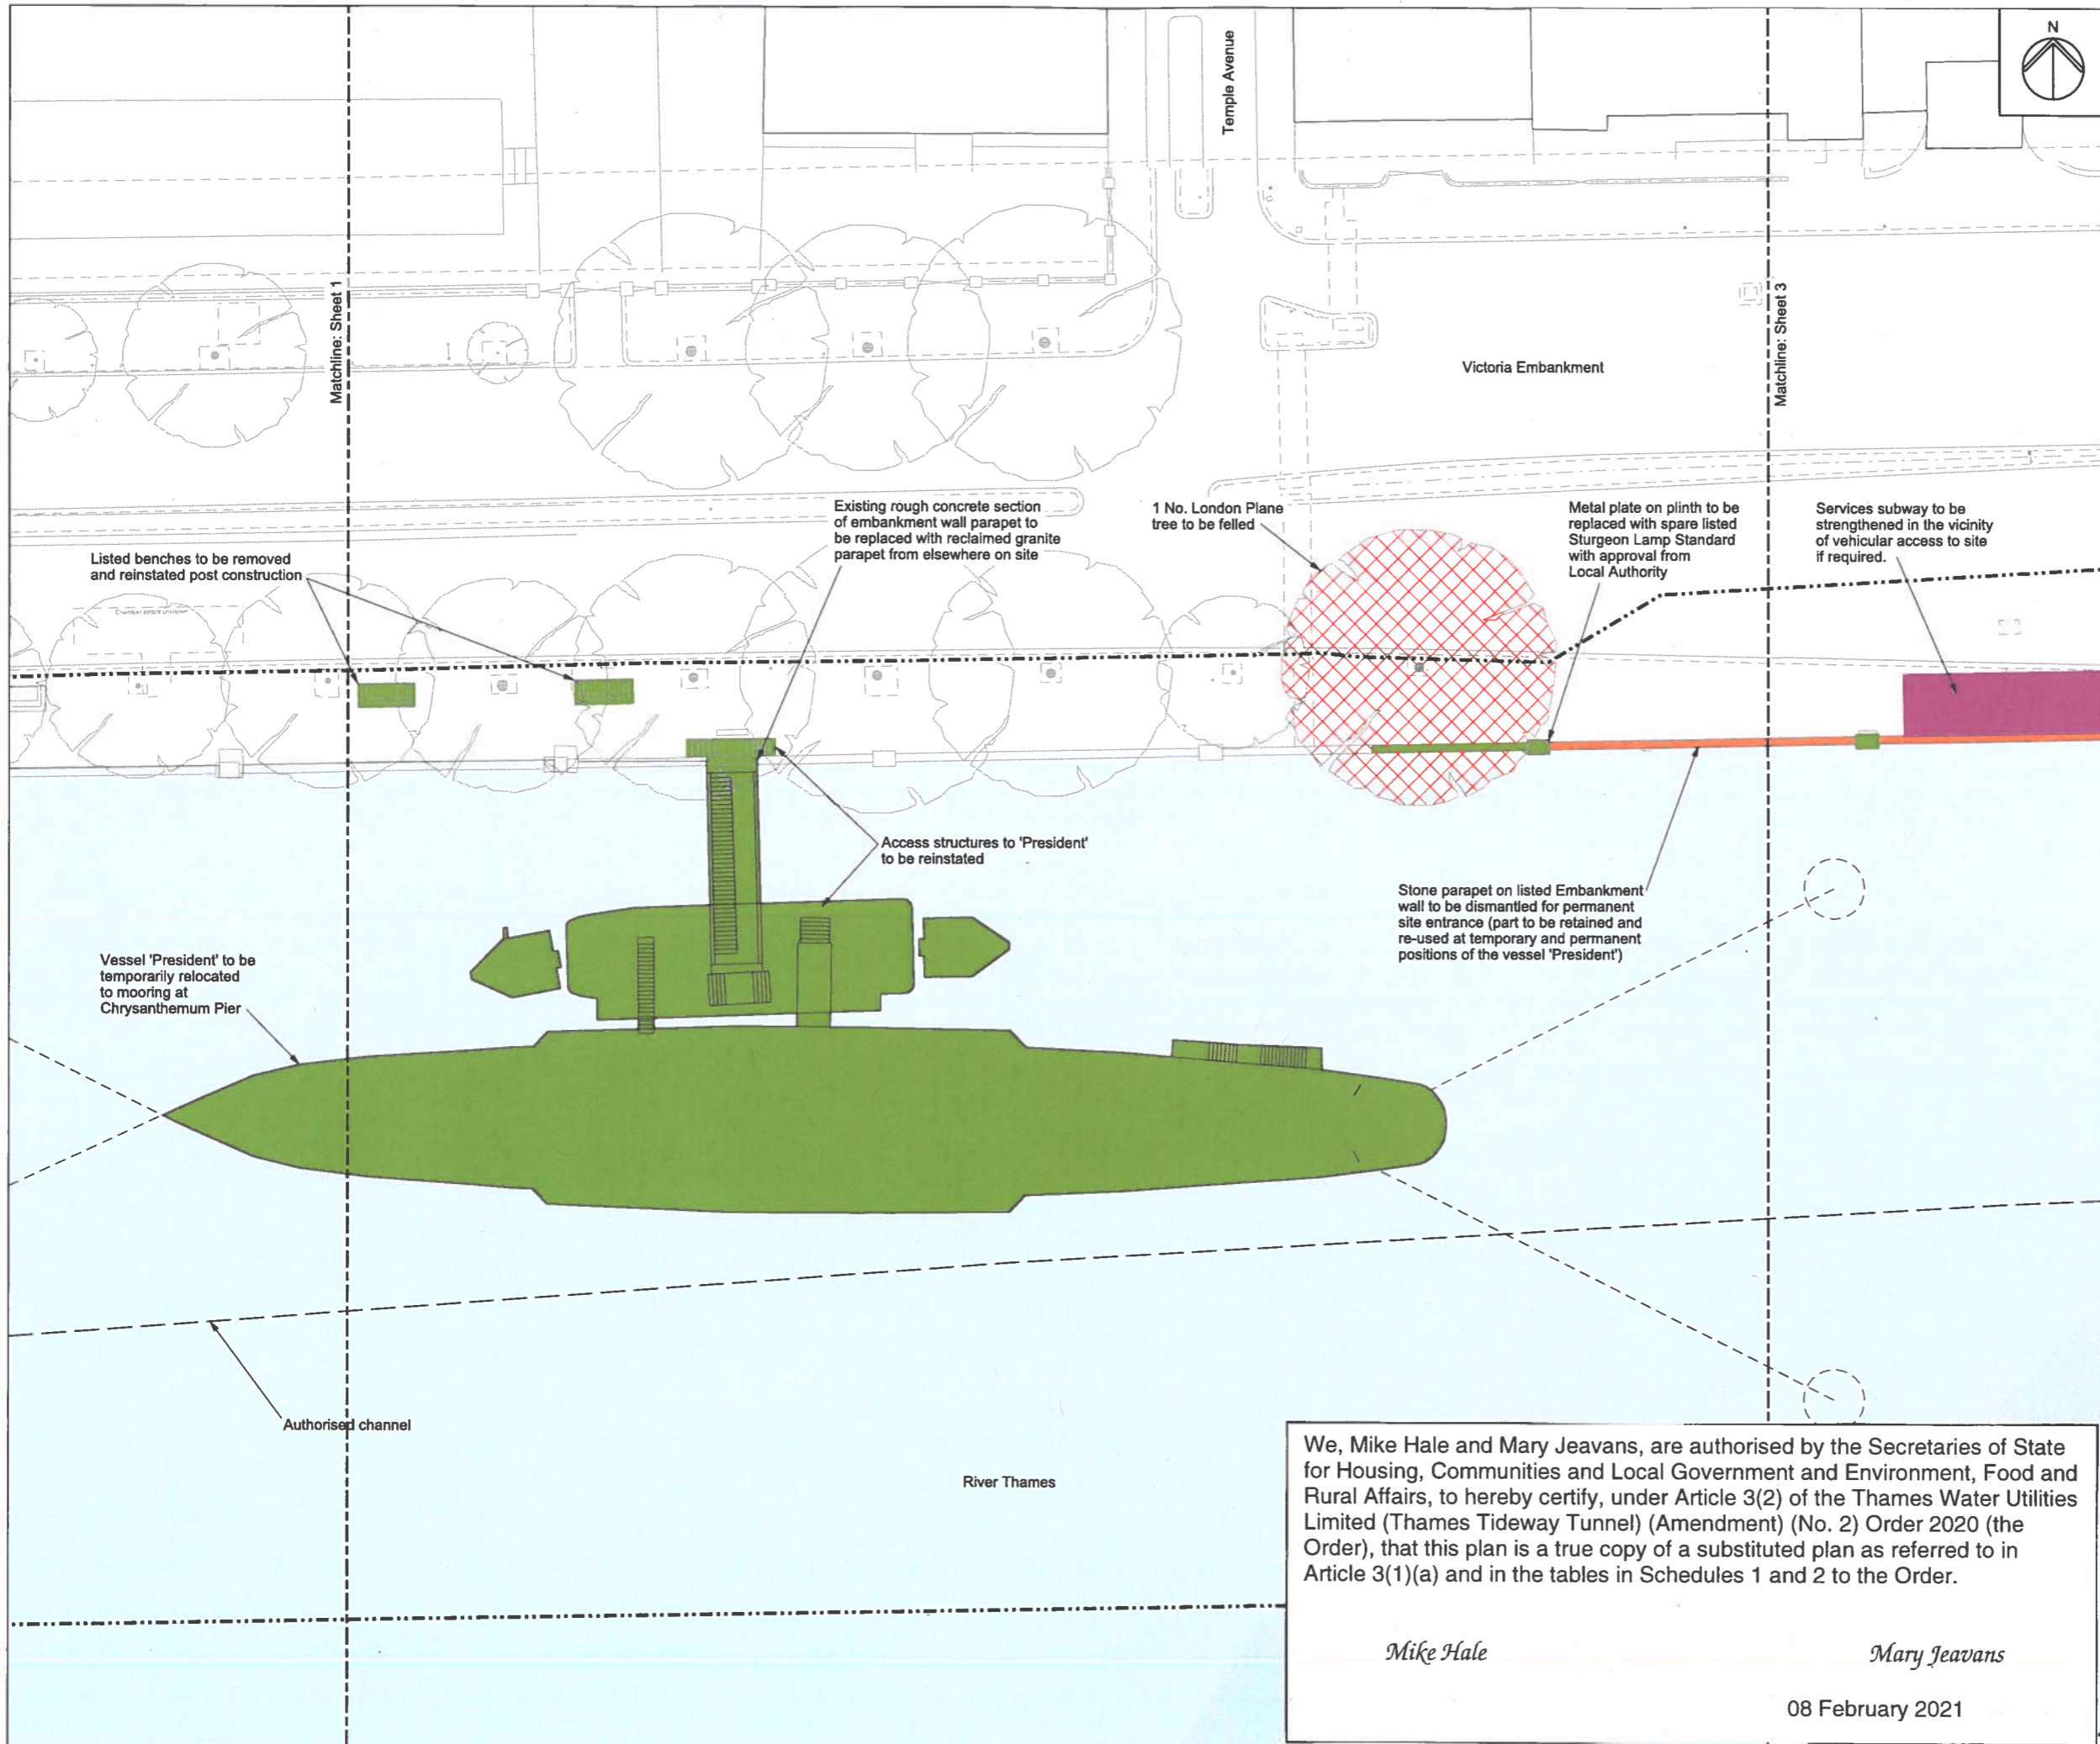 N
Temple Avenue
Matchline: Sheet 1
Matchline: Sheet 3
Victoria Embankment
Existing rough concrete section
of embankment wall parapet to
be replaced with reclaimed granite
parapet from elsewhere on site
1 No. London Plane
tree to be felled
Metal plate on plinth to be
replaced with spare listed
Sturgeon Lamp Standard
with approval from
Local Authority
Services subway to be
strengthened in the vicinity
of vehicular access to site
if required.
Listed benches to be removed
and reinstated post construction
Access structures to 'President'
to be reinstated
Stone parapet on listed Embankment
wall to be dismantled for permanent
site entrance (part to be retained and
re-used at temporary and permanent
positions of the vessel 'President')
Vessel 'President' to be
temporarily relocated
to mooring at
Chrysanthemum Pier
Authorised channel
River Thames
We, Mike Hale and Mary Jeavans, are authorised by the Secretaries of State
for Housing, Communities and Local Government and Environment, Food and
Rural Affairs, to hereby certify, under Article 3(2) of the Thames Water Utilities
Limited (Thames Tideway Tunnel) (Amendment) (No. 2) Order 2020 (the
Order), that this plan is a true copy of a substituted plan as referred to in
Article 3(1)(a) and in the tables in Schedules 1 and 2 to the Order.
Mike Hale
Mary Jeavans
08 February 2021